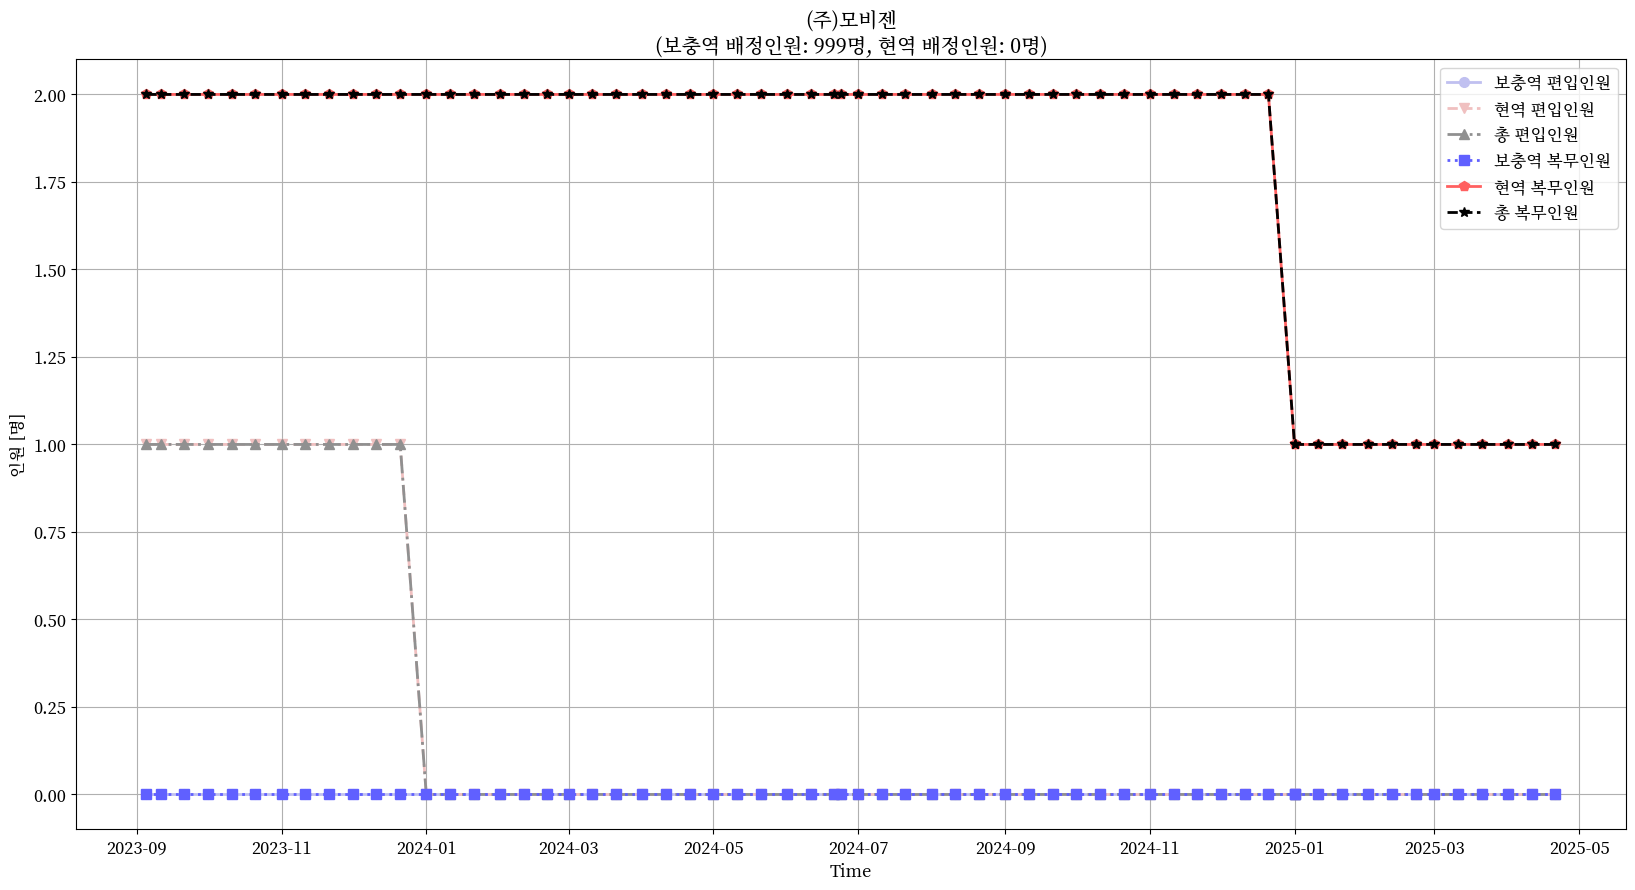 (주)모비젠
(보충역 배정인원: 999명, 현역 배정인원: 0명)
보충역 편입인원
현역 편입인원
총 편입인원
보충역 복무인원
현역 복무인원
총 복무인원
인원 [명]
2.00
1.75
1.50
1.25
1.00
0.75
0.50
0.25
0.00
2023-09 2023-11 2024-01 2024-03 2024-05 2024-07 2024-09 2024-11 2025-01 2025-03 2025-05
Time